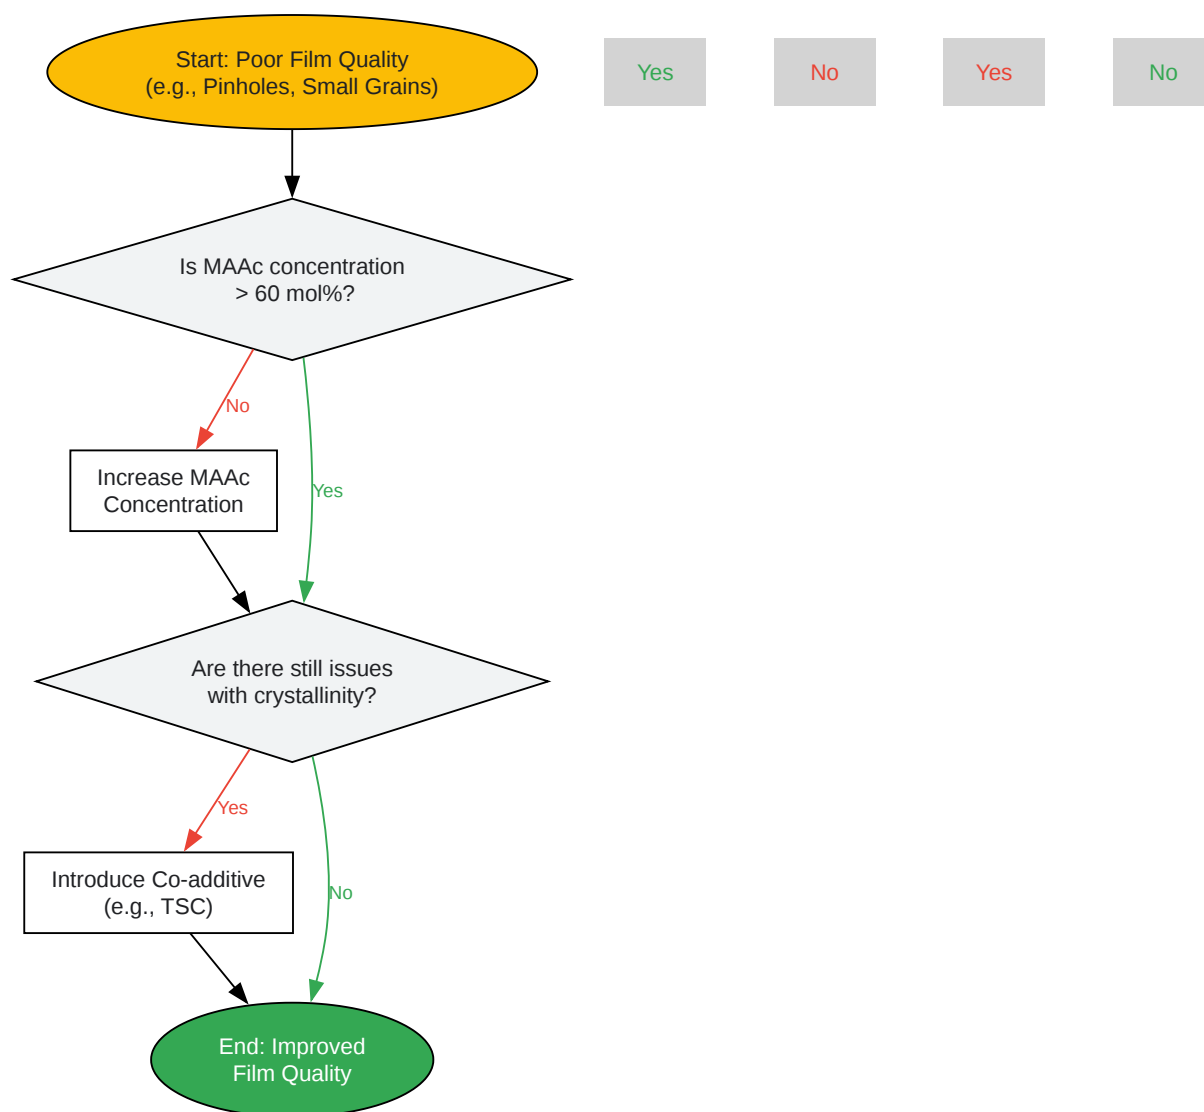 Start: Poor Film Quality
(e.g., Pinholes, Small Grains)
Yes
No
Yes
No
Is MAAc concentration
> 60 mol%?
No
Increase MAAc
Concentration
Yes
Are there still issues
with crystallinity?
Yes
Introduce Co-additive
(e.g., TSC)
No
End: Improved
Film Quality